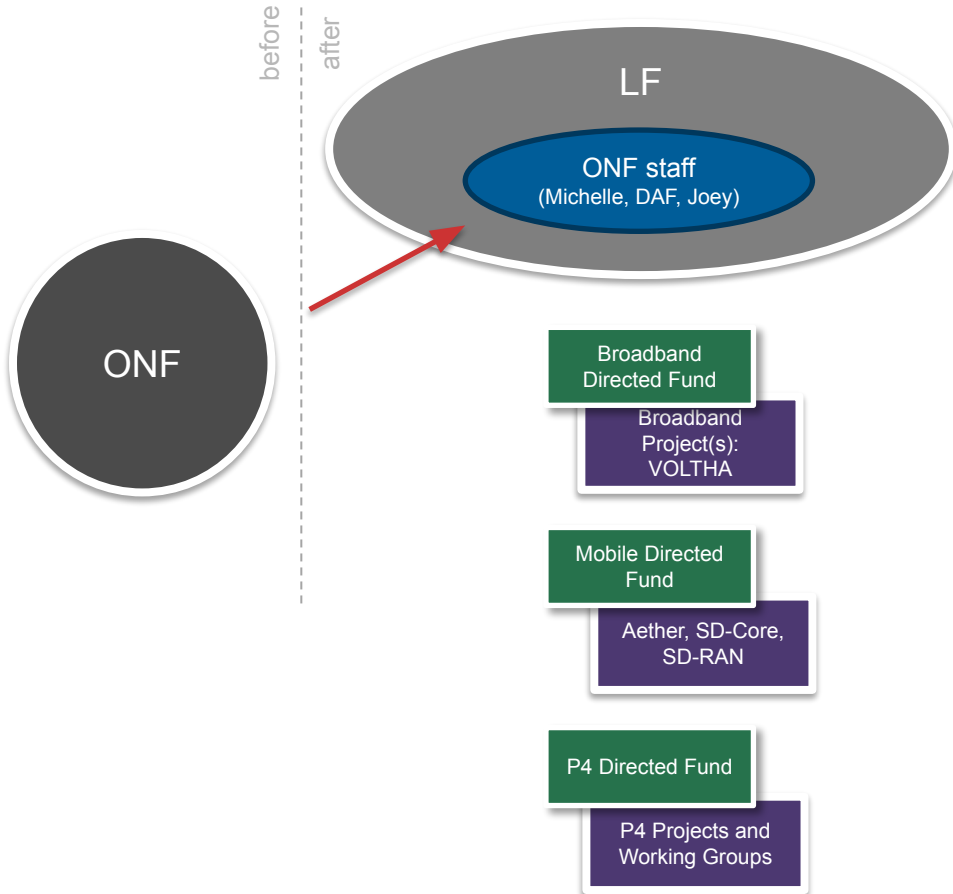 before
after
LF
ONF staff
(Michelle, DAF, Joey)
ONF
Broadband
Directed Fund
Broadband
Project(s):
VOLTHA
Mobile Directed
Fund
Aether, SD-Core,
SD-RAN
P4 Directed Fund
P4 Projects and
Working Groups